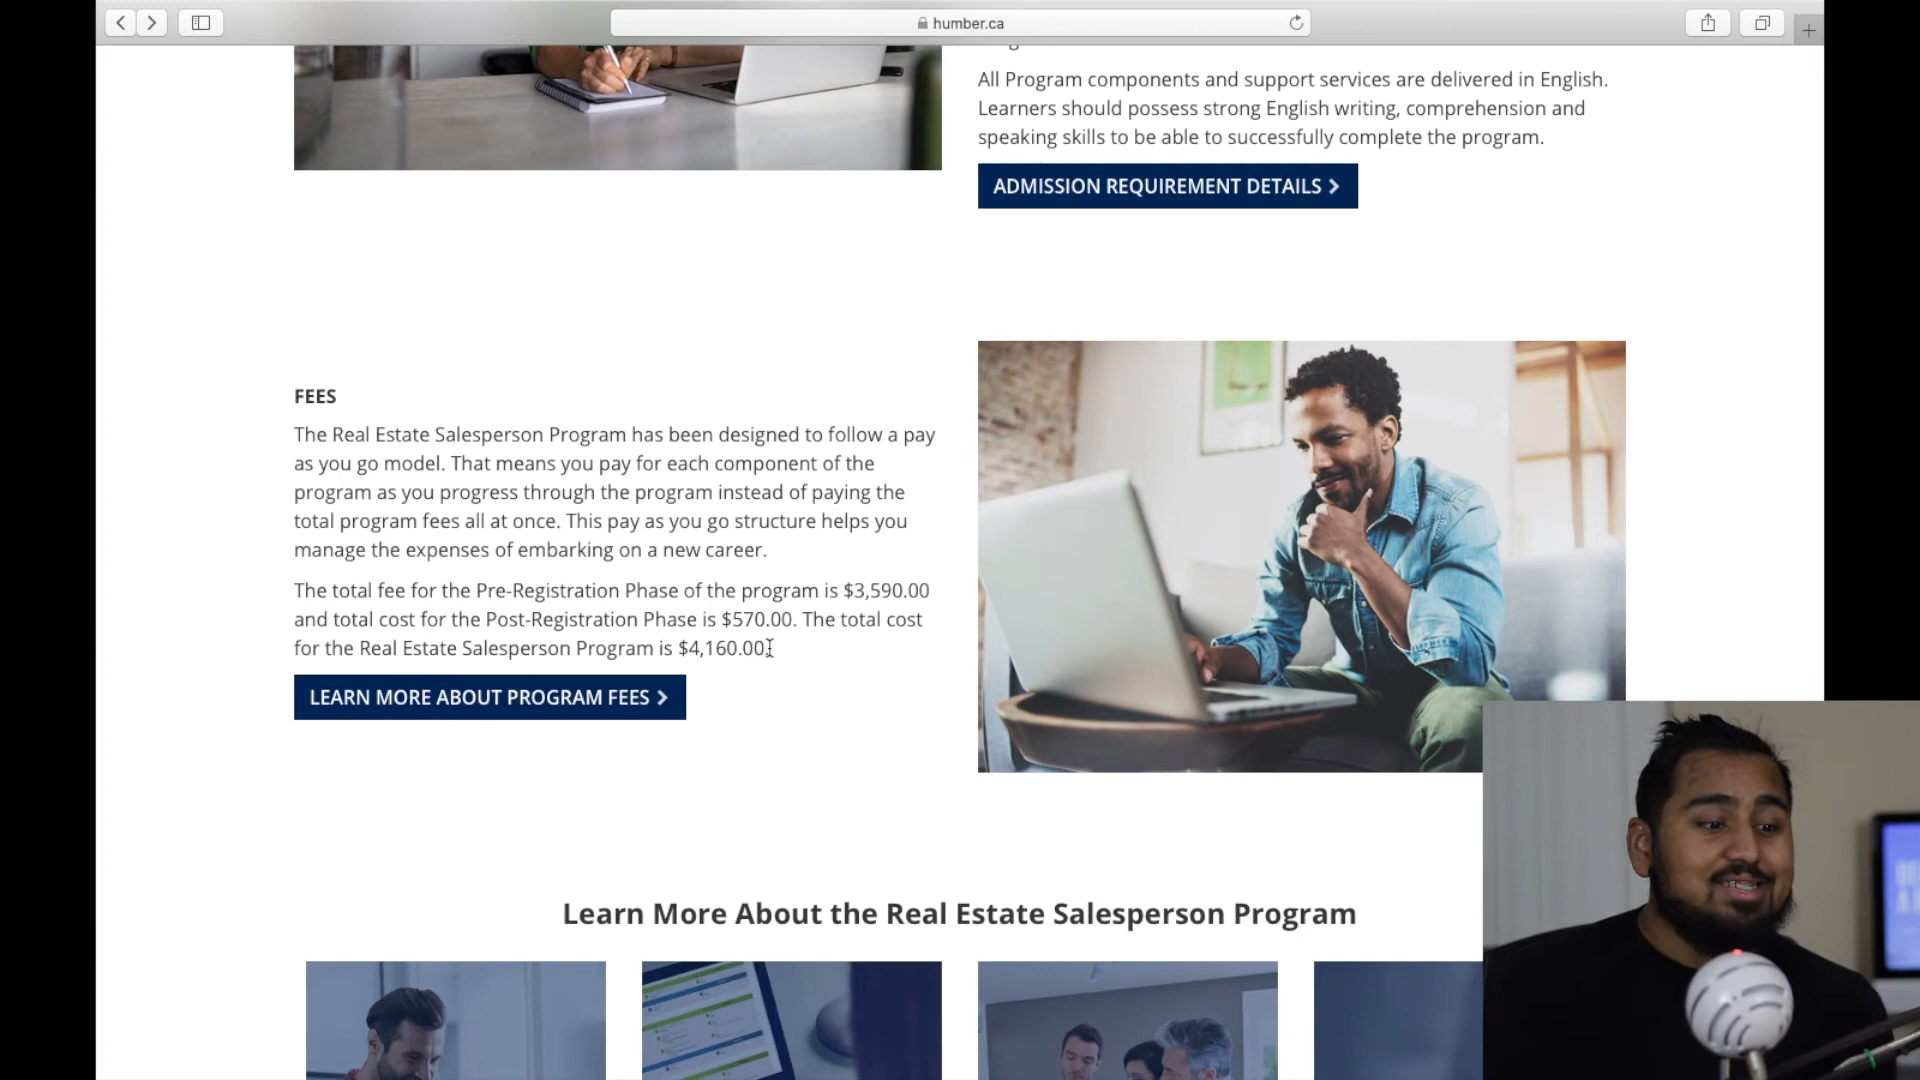 humber.ca
All Program components and support services are delivered in English.
Learners should possess strong English writing, comprehension and
speaking skills to be able to successfully complete the program.
ADMISSION REQUIREMENT DETAILS
FEES
The Real Estate Salesperson Program has been designed to follow a pay
as you go model. That means you pay for each component of the
program as you progress through the program instead of paying the
total program fees all at once. This pay as you go structure helps you
manage the expenses of embarking on a new career.
The total fee for the Pre-Registration Phase of the program is $3,590.00
and total cost for the Post-Registration Phase is $570.00. The total cost
for the Real Estate Salesperson Program is $4,160.00.
LEARN MORE ABOUT PROGRAM FEES
Learn More About the Real Estate Salesperson Program